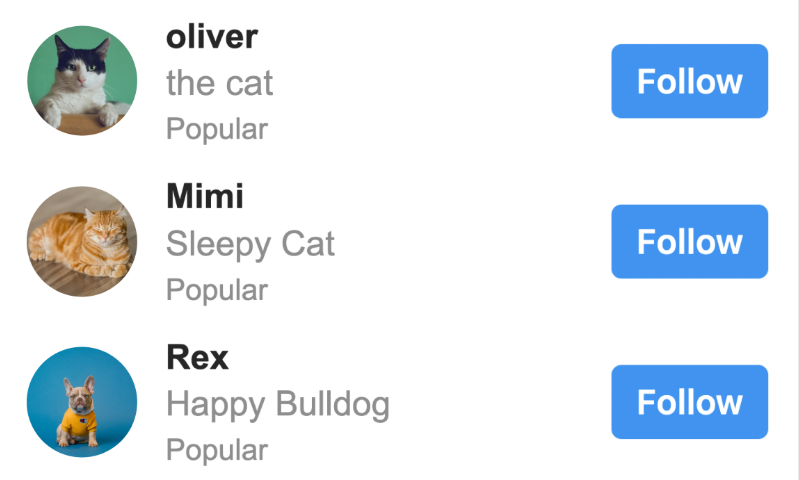 oliver
the cat
Popular
Follow
Mimi
Sleepy Cat
Popular
Follow
Rex
Happy Bulldog
Popular
Follow